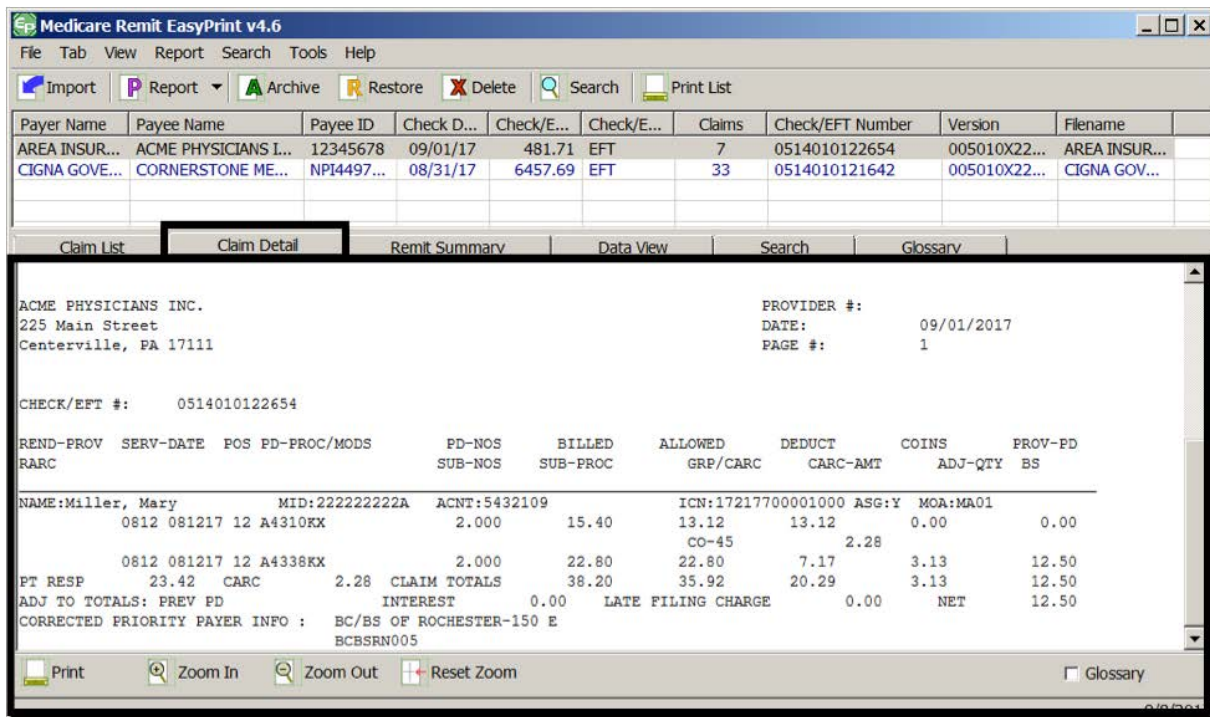 Medicare Remit EasyPrint v4.6
File Tab View Report Search Tools Help
Import Report Archive Restore Delete Search Print List
Payer Name Payee Name Payee ID Check D... Check/E... Check/E... Claims Check/EFT Number Version Filename
AREA INSUR... ACME PHYSICIANS I... 12345678 09/01/17 481.71 EFT 7 0514010122654 005010X22... AREA INSUR...
CIGNA GOVE... CORNERSTONE ME... NPI4497... 08/31/17 6457.69 EFT 33 0514010121642 005010X22... CIGNA GOV...
Claim List Claim Detail Remit Summary Data View Search Glossary
ACME PHYSICIANS INC. PROVIDER #:
225 Main Street DATE: 09/01/2017
Centerville, PA 17111 PAGE #: 1
CHECK/EFT #: 0514010122654
REND-PROV SERV-DATE POS PD-PROC/MODS PD-NOS BILLED ALLOWED DEDUCT COINS PROV-PD
RARC SUB-NOS SUB-PROC GRP/CARC CARC-AMT ADJ-QTY BS
NAME:Miller, Mary MID:222222222A ACNT:5432109 ICN:17217700001000 ASG:Y MOA:MA01
0812 081217 12 A4310KX 2.000 15.40 13.12 13.12 0.00 0.00
CO-45 2.28
0812 081217 12 A4338KX 2.000 22.80 22.80 7.17 3.13 12.50
PT RESP 23.42 CARC 2.28 CLAIM TOTALS 38.20 35.92 20.29 3.13 12.50
ADJ TO TOTALS: PREV PD INTEREST 0.00 LATE FILING CHARGE 0.00 NET 12.50
CORRECTED PRIORITY PAYER INFO : BC/BS OF ROCHESTER-150 E
BCBSRN005
Print Zoom In Zoom Out Reset Zoom Glossary